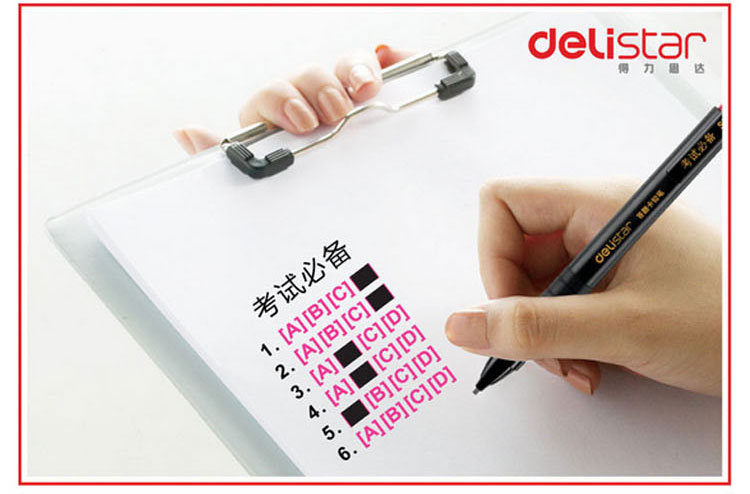 delistar
得力思达
考试必备
1. [A][B][C]
2. [A][B][C]
3. [A] [C][D]
4. [A] [C][D]
5. [B][C][D]
6. [A][B][C][D]
考试必备
delistar